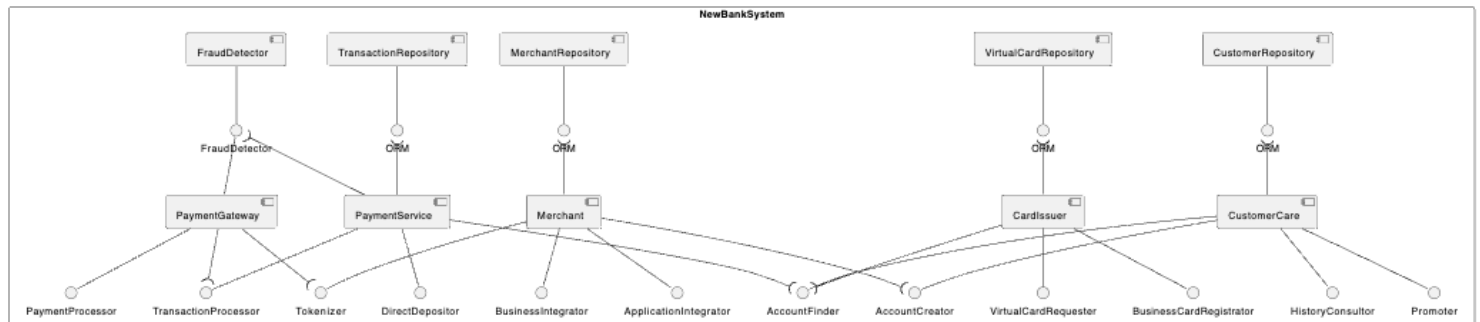 NewBankSystem
FraudDetector
TransactionRepository
MerchantRepository
VirtualCardRepository
CustomerRepository
FraudDetector
ORM
ORM
ORM
ORM
PaymentGateway
PaymentService
Merchant
CardIssuer
CustomerCare
PaymentProcessor
TransactionProcessor
Tokenizer
DirectDepositor
BusinessIntegrator
ApplicationIntegrator
AccountFinder
AccountCreator
VirtualCardRequester
BusinessCardRegistrator
HistoryConsultor
Promoter